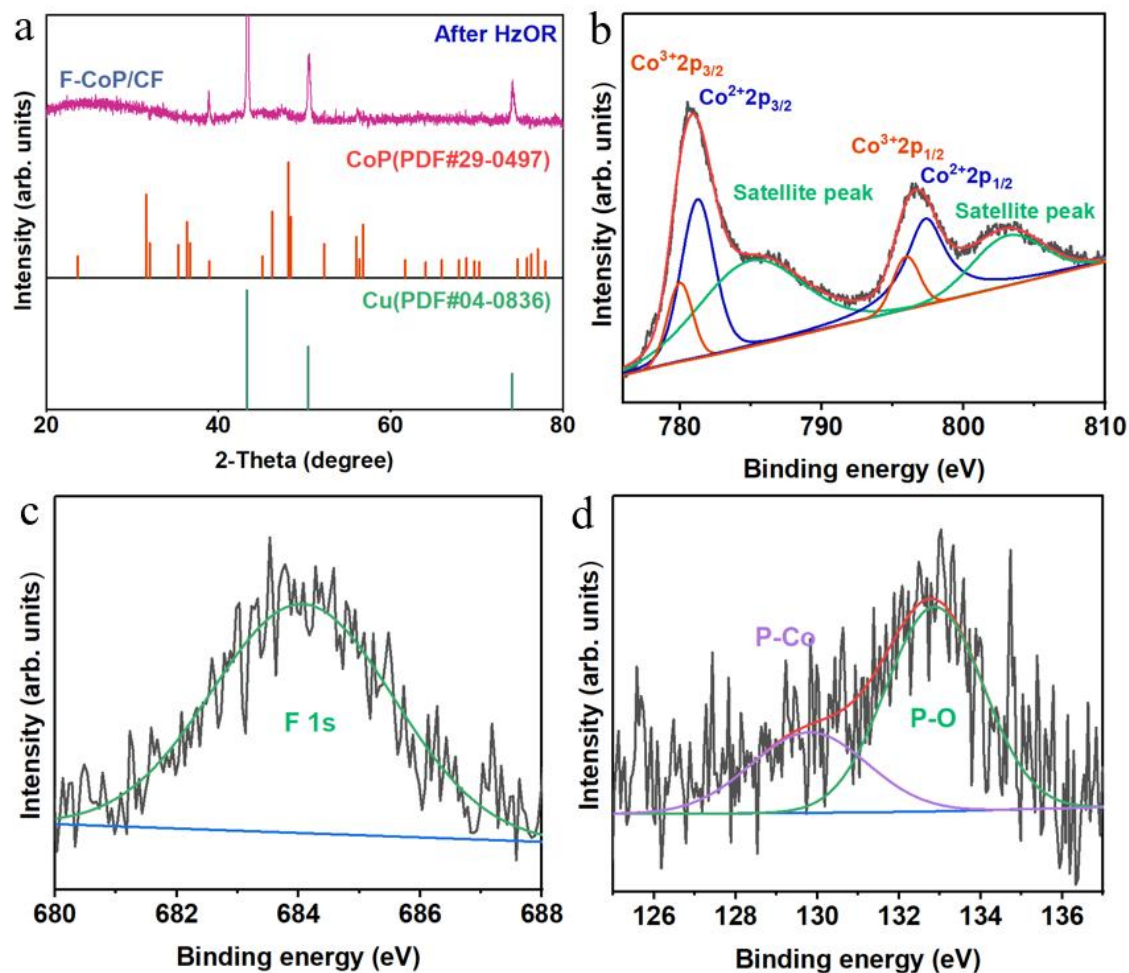 a
After HzOR
F-CoP/CF
CoP(PDF#29-0497)
Cu(PDF#04-0836)
Intensity (arb. units)
20 40 60 80
2-Theta (degree)
b
Co³⁺2p₃/₂
Co²⁺2p₃/₂
Satellite peak
Co³⁺2p₁/₂
Co²⁺2p₁/₂
Satellite peak
Intensity (arb. units)
780 790 800 810
Binding energy (eV)
c
F 1s
Intensity (arb. units)
680 682 684 686 688
Binding energy (eV)
d
P-Co
P-O
Intensity (arb. units)
126 128 130 132 134 136
Binding energy (eV)